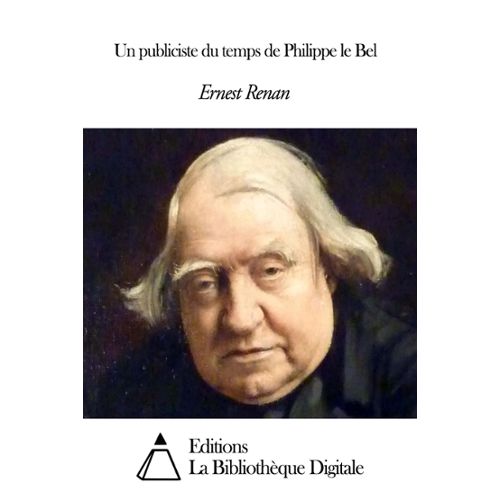 Un publiciste du temps de Philippe le Bel
Ernest Renan
Editions
La Bibliothèque Digitale